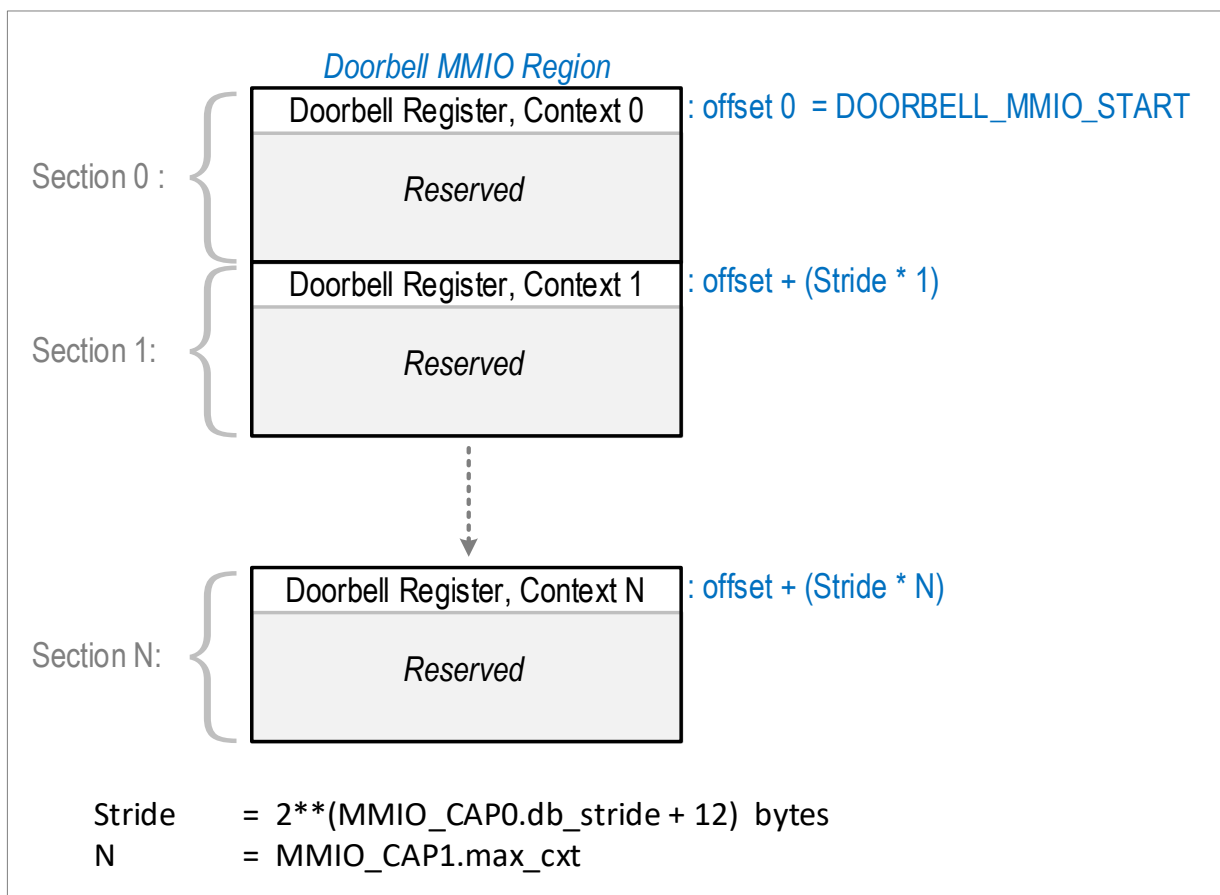 Doorbell MMIO Region
Doorbell Register, Context 0 : offset 0 = DOORBELL_MMIO_START
Section 0 :
Reserved
Doorbell Register, Context 1 : offset + (Stride * 1)
Section 1:
Reserved
Doorbell Register, Context N : offset + (Stride * N)
Section N:
Reserved
Stride = 2**(MMIO_CAP0.db_stride + 12) bytes
N = MMIO_CAP1.max_cxt